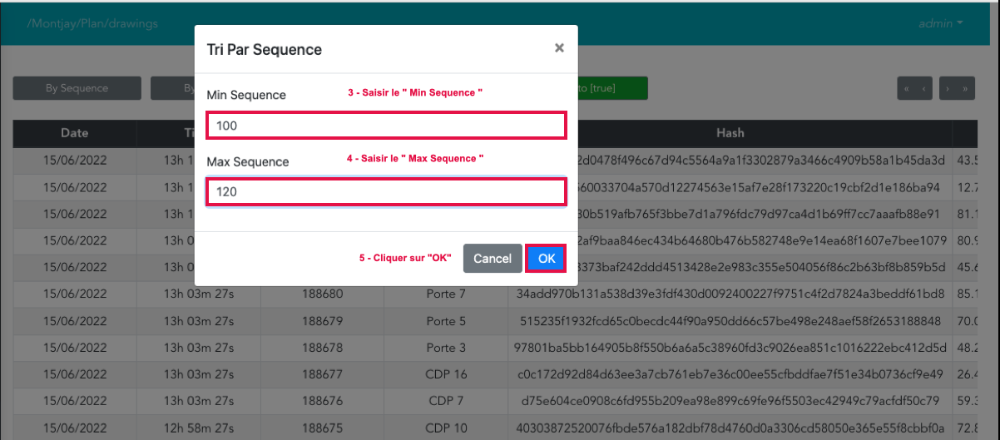 /Montjay/Plan/drawings admin
Tri Par Sequence ×
By Sequence By to [true] « ‹ › »
Min Sequence 3 - Saisir le " Min Sequence "
100
Date Ti Hash
Max Sequence 4 - Saisir le " Max Sequence "
15/06/2022 13h 1 2d0478f496c67d94c5564a9a1f3302879a3466c4909b58a1b45da3d 43.5
120
15/06/2022 13h 1 560033704a570d12274563e15af7e28f173220c19cbf2d1e186ba94 12.7
15/06/2022 13h 1 30b519afb765f3bbe7d1a796fdc79d97ca4d1b69ff7cc7aaafb88e91 81.1
15/06/2022 13h 0 2af9baa846ec434b64680b476b582748e9e14ea68f1607e7bee1079 80.9
5 - Cliquer sur "OK" Cancel OK
15/06/2022 13h 0 3373baf242ddd4513428e2e983c355e504056f86c2b63bf8b859b5d 45.6
15/06/2022 13h 03m 27s 188680 Porte 7 34add970b131a538d39e3fdf430d0092400227f9751c4f2d7824a3beddf61bd8 85.1
15/06/2022 13h 03m 27s 188679 Porte 5 515235f1932fcd65c0becdc44f90a950dd66c57be498e248aef58f2653188848 70.0
15/06/2022 13h 03m 27s 188678 Porte 3 97801ba5bb164905b8f550b6a6a5c38960fd3c9026ea851c1016222ebc412d5d 48.2
15/06/2022 13h 03m 27s 188677 CDP 16 c0c172d92d84d63ee3a7cb761eb7e36c00ee55cfbddfae7f51e34b0736cf9e49 26.4
15/06/2022 13h 03m 27s 188676 CDP 7 d75e604ce0908c6fd955b209ea98e899c69fe96f5503ec42949c79acfdf50c79 59.3
15/06/2022 12h 58m 27s 188675 CDP 10 40303872520076fbde576a182dbf78d4760d0a3306cd58050e365e55f8cbbf0a 72.8